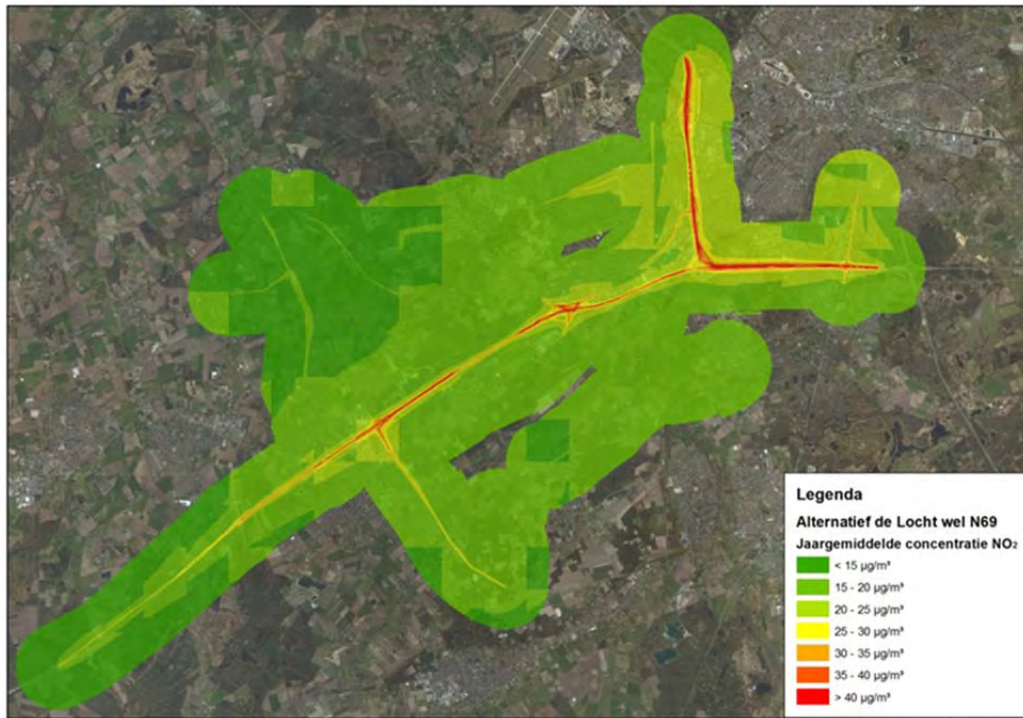 Legenda
Alternatief de Locht wel N69
Jaargemiddelde concentratie NO₂
< 15 µg/m³
15 - 20 µg/m³
20 - 25 µg/m³
25 - 30 µg/m³
30 - 35 µg/m³
35 - 40 µg/m³
> 40 µg/m³